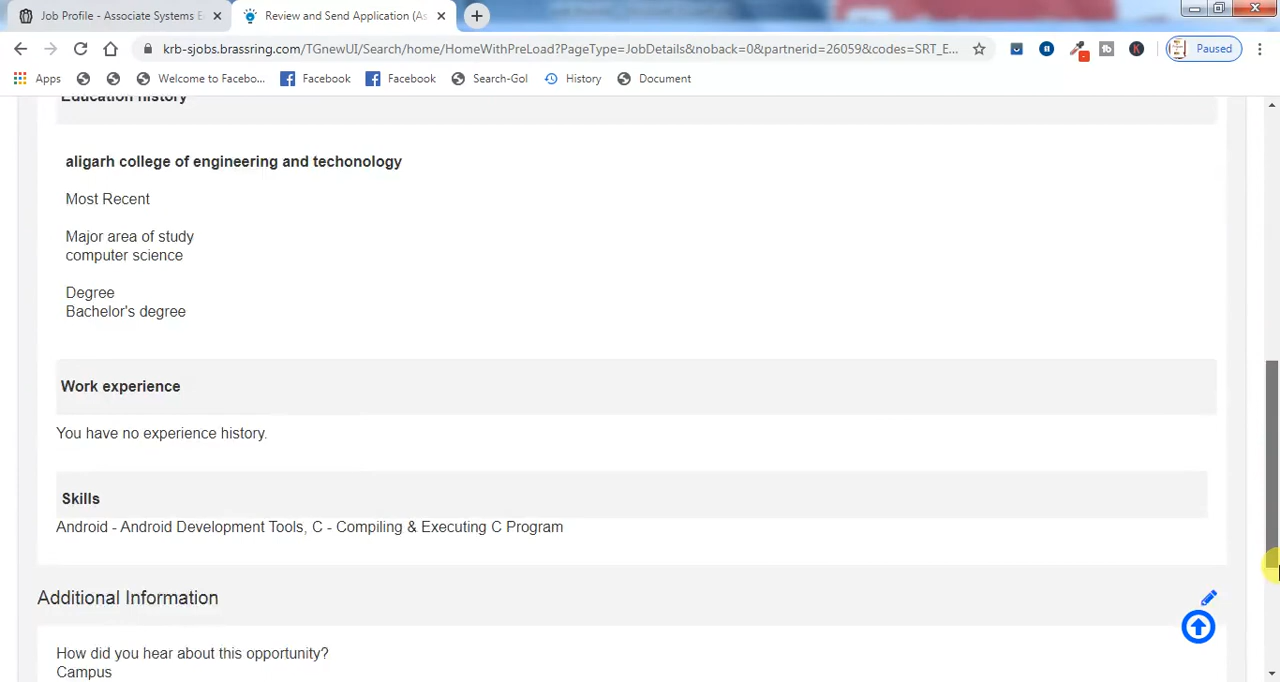 Job Profile - Associate Systems E
Review and Send Application (As
krb-sjobs.brassring.com/TGnewUI/Search/home/HomeWithPreLoad?PageType=JobDetails&noback=0&partnerid=26059&codes=SRT_E...
Paused
Apps
Welcome to Facebo...
Facebook
Facebook
Search-Gol
History
Document
Education history
aligarh college of engineering and techonology
Most Recent
Major area of study
computer science
Degree
Bachelor's degree
Work experience
You have no experience history.
Skills
Android - Android Development Tools, C - Compiling & Executing C Program
Additional Information
How did you hear about this opportunity?
Campus